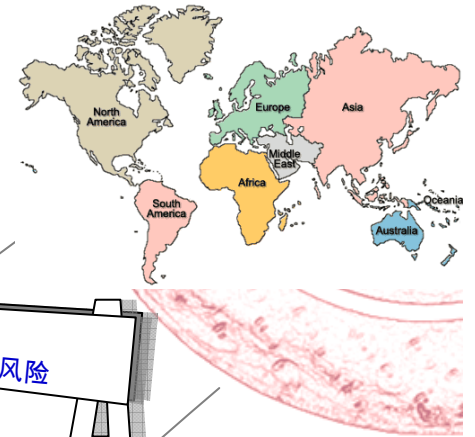 North
America
Europe
Asia
Middle
East
Africa
South
America
Oceania
Australia
风险